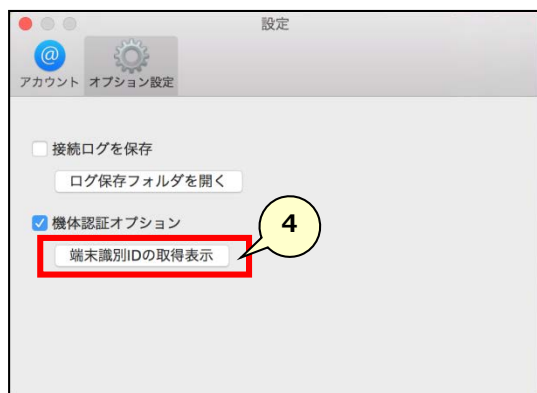 設定
アカウント オプション設定
接続ログを保存
ログ保存フォルダを開く
機体認証オプション
4
端末識別IDの取得表示